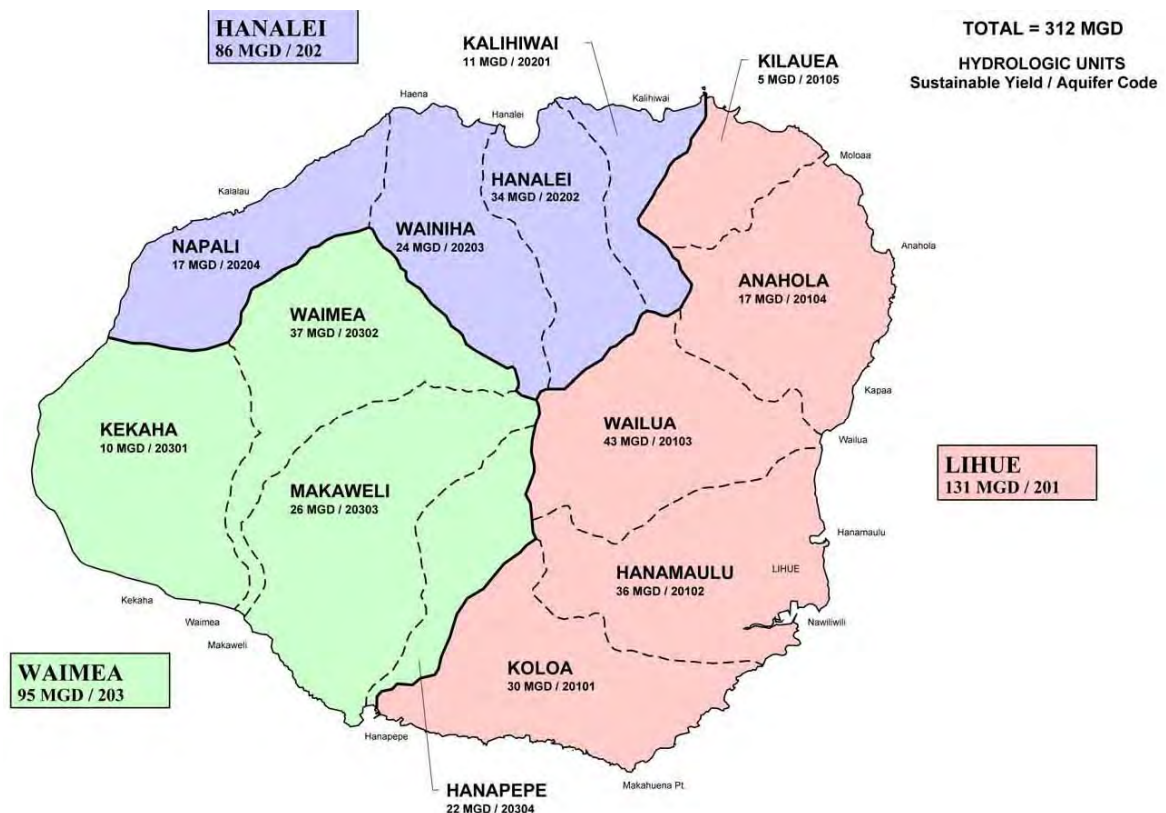 HANALEI
86 MGD / 202
TOTAL = 312 MGD
HYDROLOGIC UNITS
Sustainable Yield / Aquifer Code
KALIHIWAI
11 MGD / 20201
KILAUEA
5 MGD / 20105
Haena
Hanalei
Kalihiwai
Moloaa
Kalalau
HANALEI
34 MGD / 20202
WAINIHA
24 MGD / 20203
NAPALI
17 MGD / 20204
Anahola
ANAHOLA
17 MGD / 20104
WAIMEA
37 MGD / 20302
Kapaa
KEKAHA
10 MGD / 20301
WAILUA
43 MGD / 20103
Wailua
LIHUE
131 MGD / 201
MAKAWELI
26 MGD / 20303
Hanamaulu
HANAMAULU
36 MGD / 20102
LIHUE
Kekaha
Waimea
Makaweli
Nawiliwili
WAIMEA
95 MGD / 203
KOLOA
30 MGD / 20101
Hanapepe
Makahuena Pt.
HANAPEPE
22 MGD / 20304